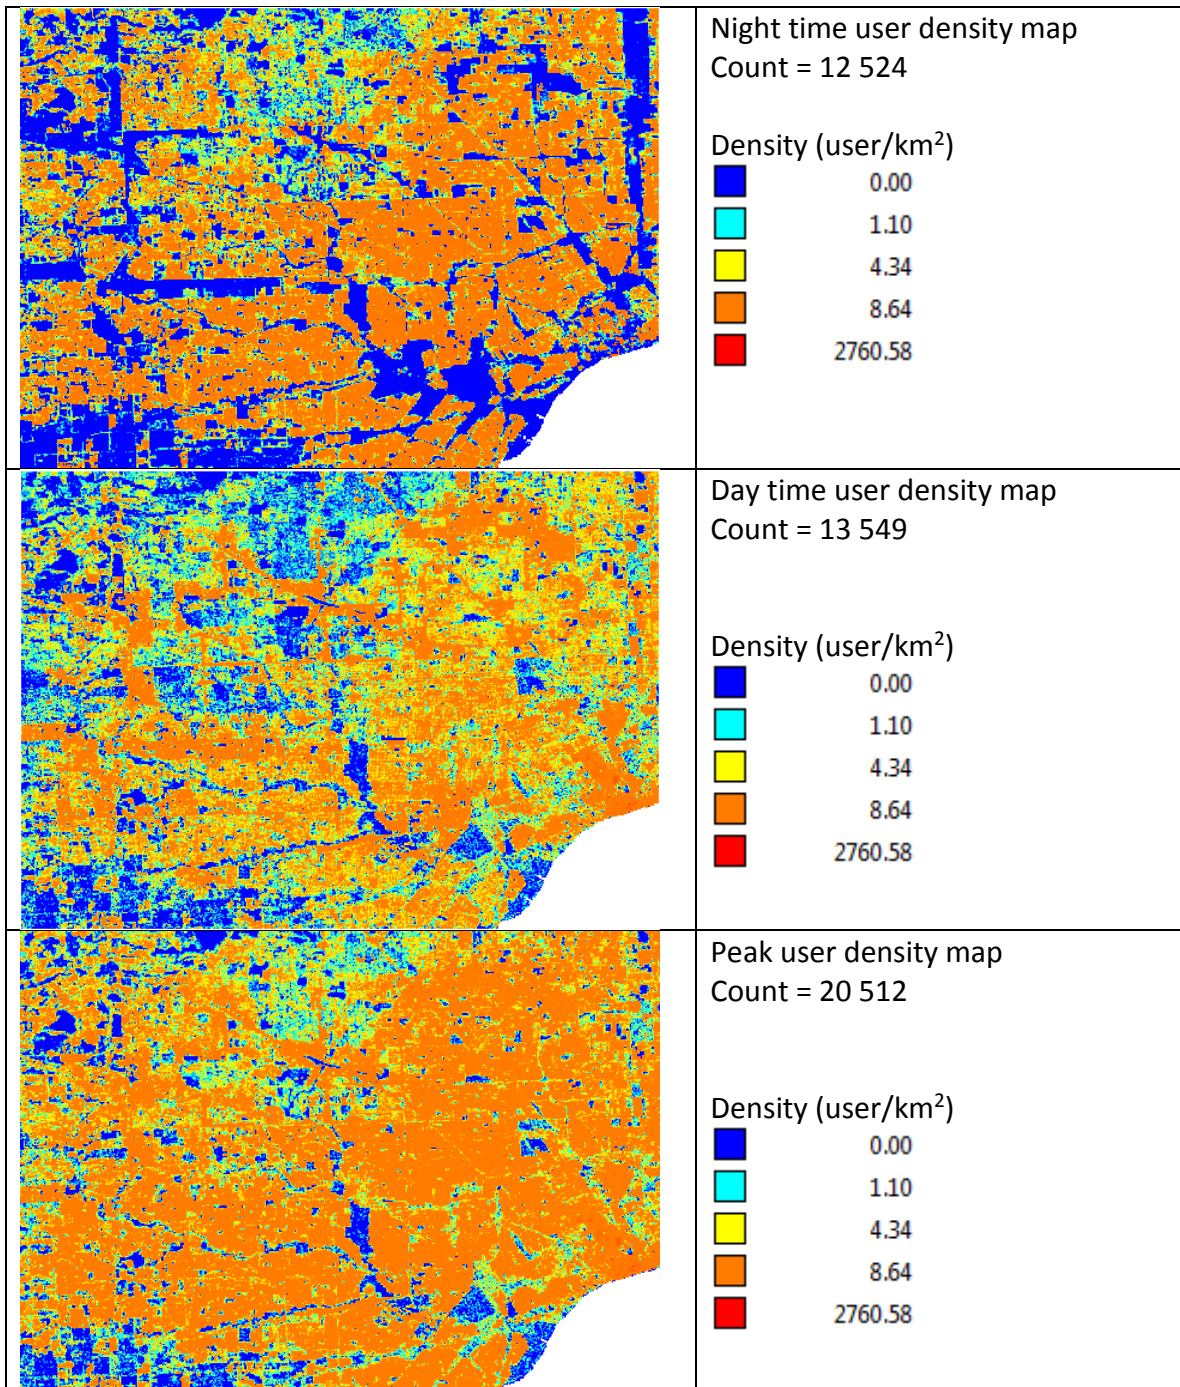 Night time user density map
Count = 12 524
Density (user/km²)
0.00
1.10
4.34
8.64
2760.58
Day time user density map
Count = 13 549
Density (user/km²)
0.00
1.10
4.34
8.64
2760.58
Peak user density map
Count = 20 512
Density (user/km²)
0.00
1.10
4.34
8.64
2760.58